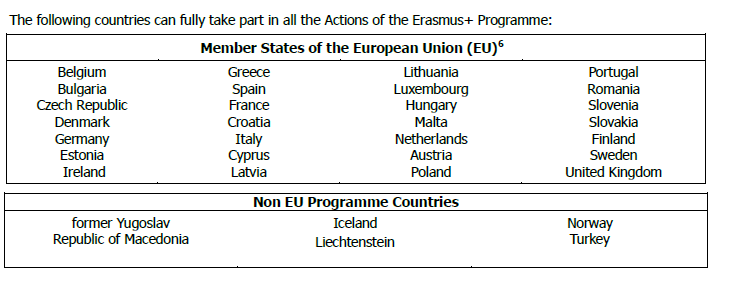 The following countries can fully take part in all the Actions of the Erasmus+ Programme:
Member States of the European Union (EU)6
Belgium Greece Lithuania Portugal
Bulgaria Spain Luxembourg Romania
Czech Republic France Hungary Slovenia
Denmark Croatia Malta Slovakia
Germany Italy Netherlands Finland
Estonia Cyprus Austria Sweden
Ireland Latvia Poland United Kingdom
Non EU Programme Countries
former Yugoslav Iceland Norway
Republic of Macedonia Liechtenstein Turkey